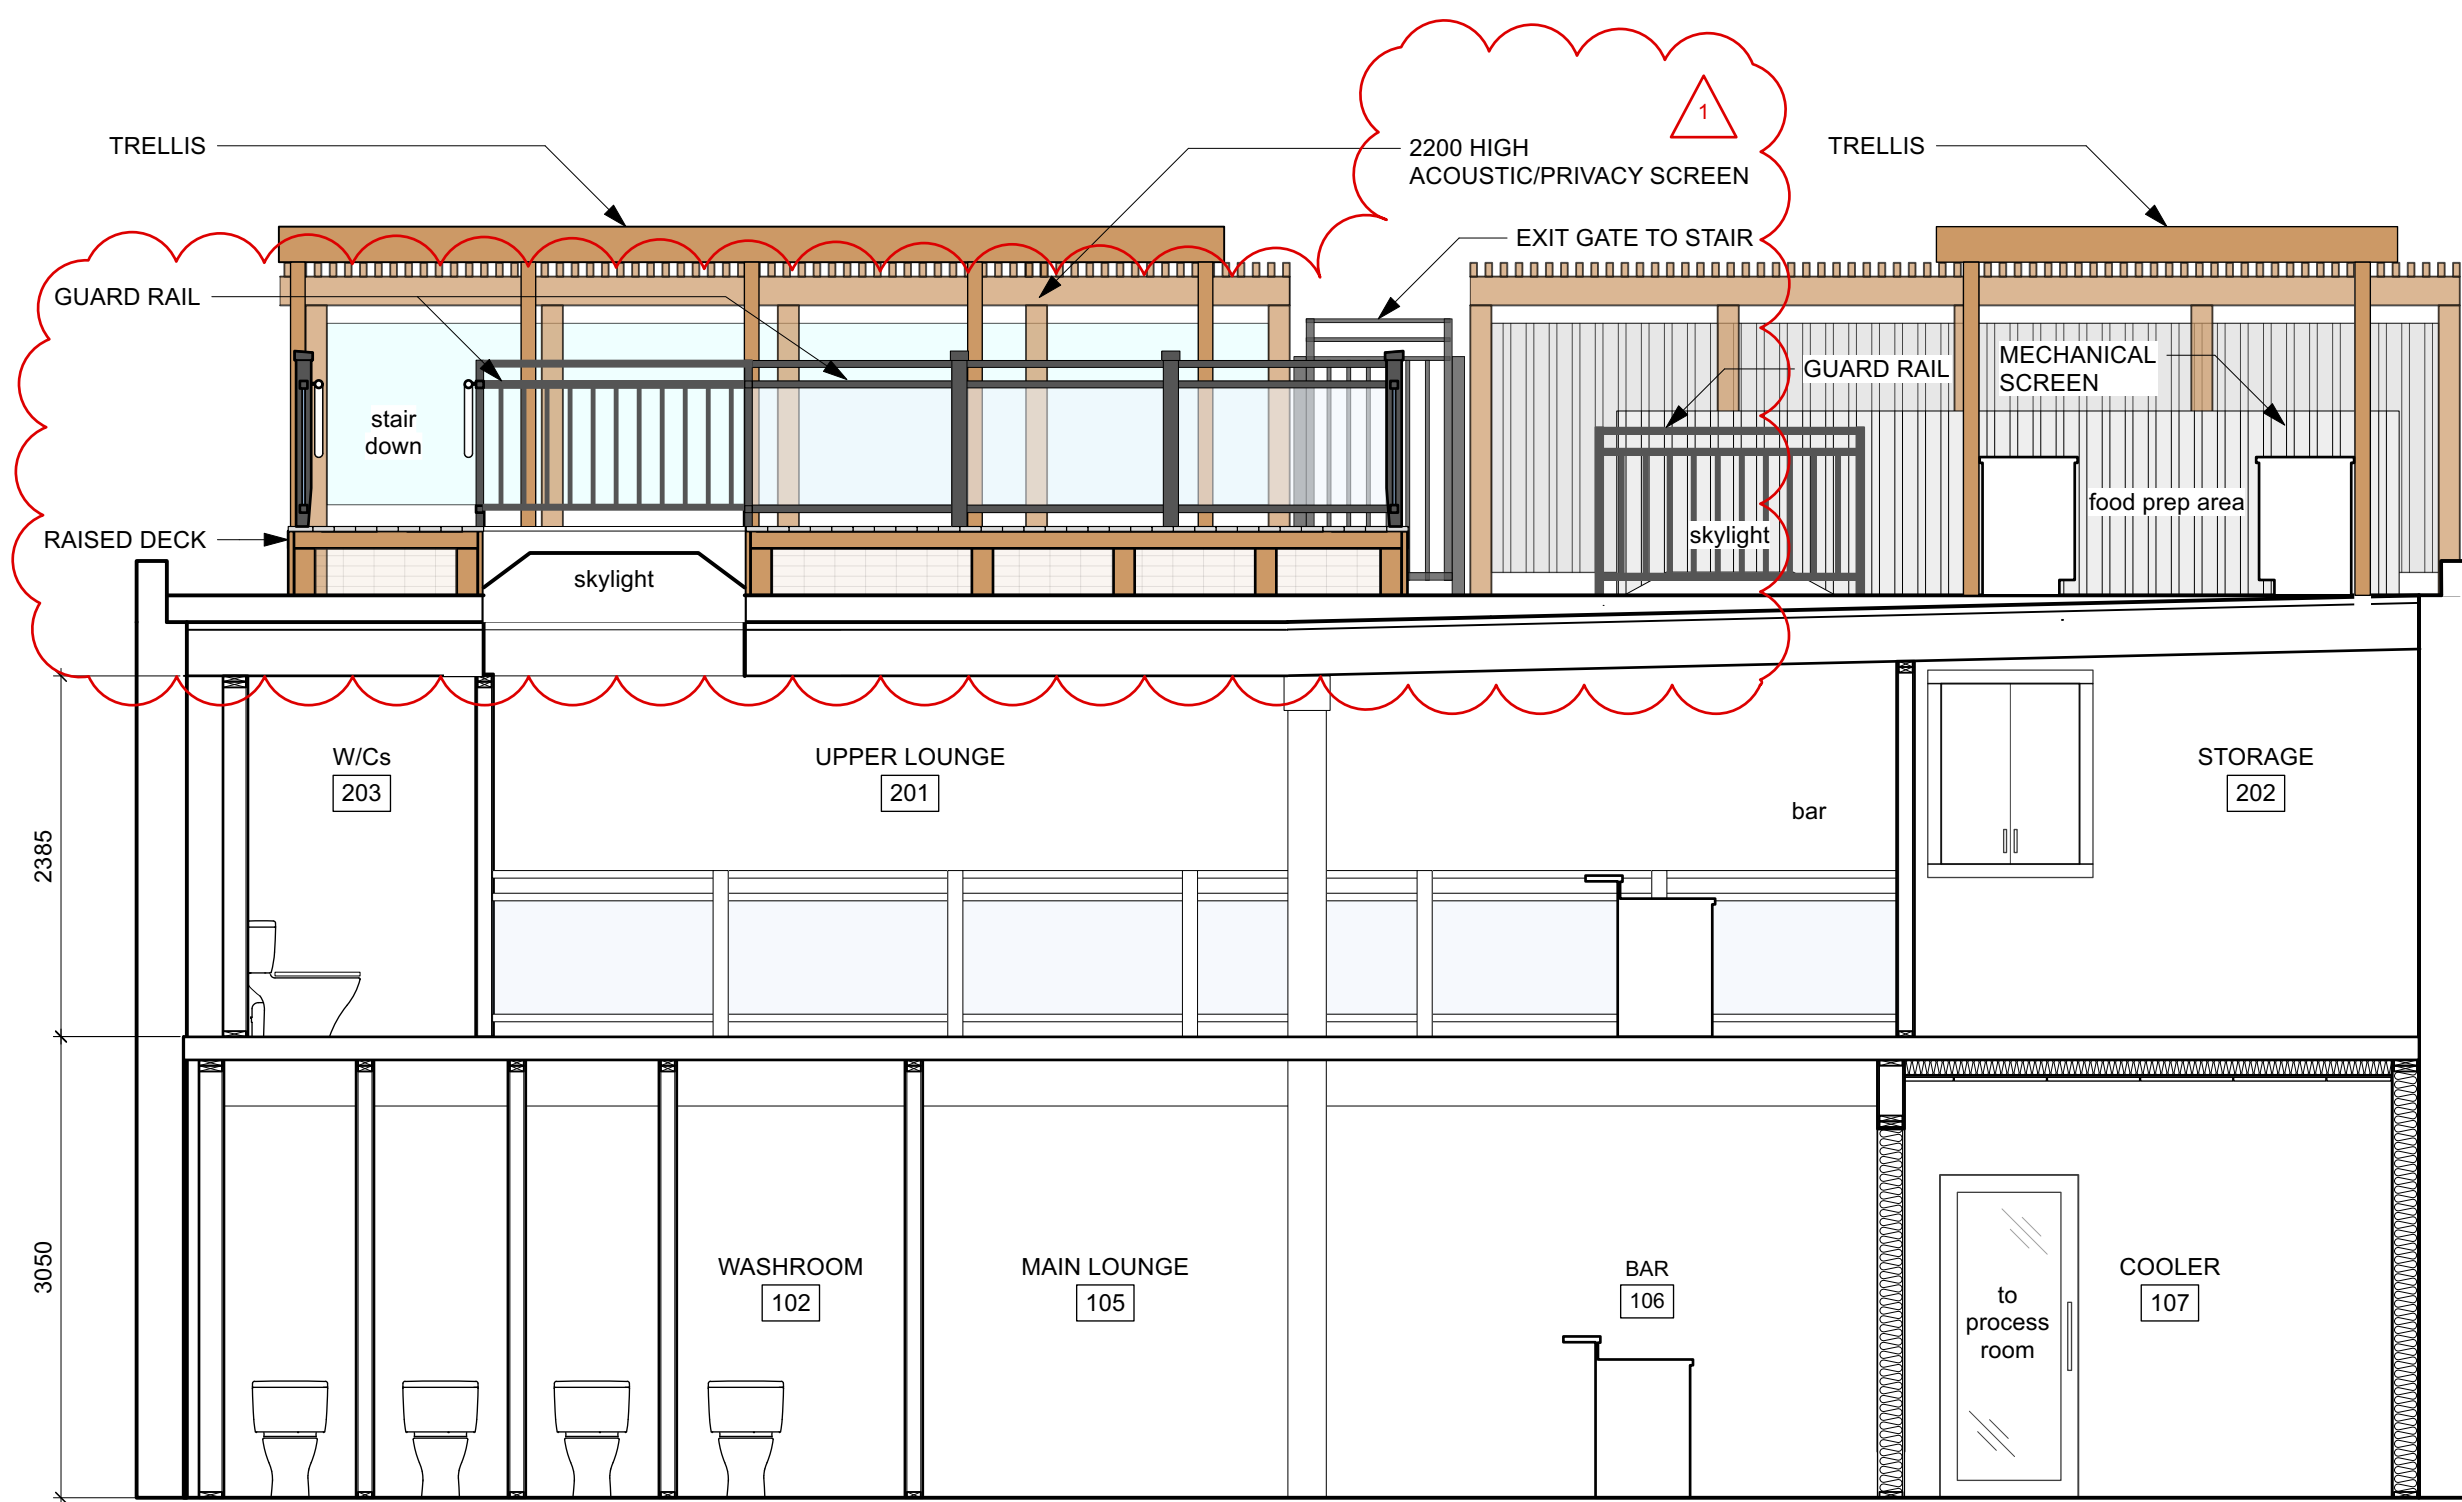 1
TRELLIS
2200 HIGH
ACOUSTIC/PRIVACY SCREEN
TRELLIS
EXIT GATE TO STAIR
GUARD RAIL
GUARD RAIL
MECHANICAL
SCREEN
stair
down
food prep area
RAISED DECK
skylight
skylight
W/Cs
203
UPPER LOUNGE
201
STORAGE
202
bar
2385
3050
WASHROOM
102
MAIN LOUNGE
105
BAR
106
COOLER
107
to
process
room